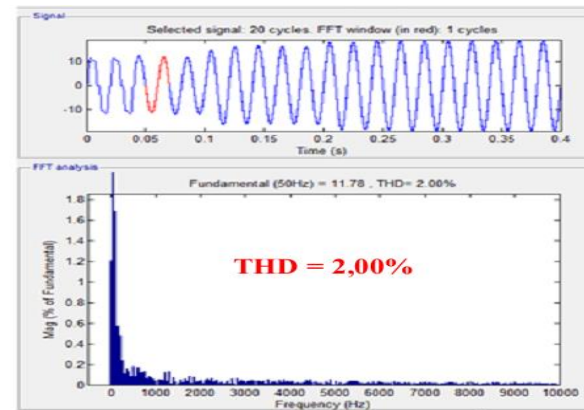 Signal
Selected signal: 20 cycles. FFT window (in red): 1 cycles
10
0
-10
0 0.05 0.1 0.15 0.2 0.25 0.3 0.35 0.4
Time (s)
FFT analysis
Fundamental (50Hz) = 11.78 , THD= 2.00%
THD = 2,00%
Mag (% of Fundamental)
1.8
1.6
1.4
1.2
1
0.8
0.6
0.4
0.2
0
0 1000 2000 3000 4000 5000 6000 7000 8000 9000 10000
Frequency (Hz)